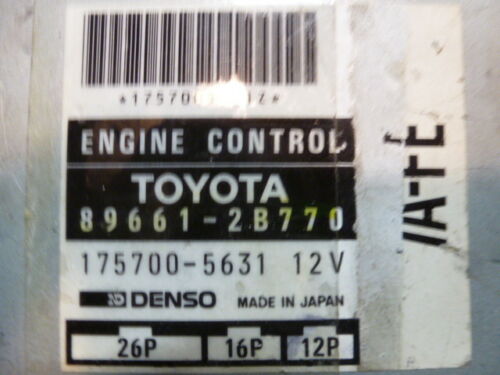 ENGINE CONTROL
TOYOTA
89661-2B770
175700-5631 12V
DENSO MADE IN JAPAN
26P 16P 12P